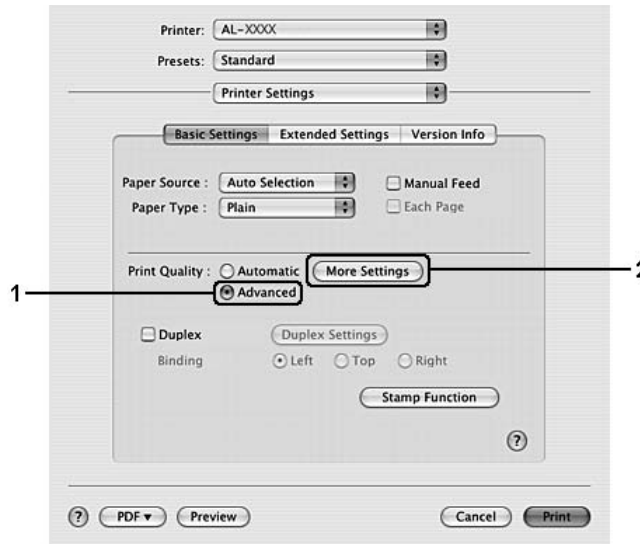 Printer: AL-XXXX
Presets: Standard
Printer Settings
Basic Settings Extended Settings Version Info
Paper Source : Auto Selection Manual Feed
Paper Type : Plain Each Page
Print Quality : Automatic More Settings 2
1 Advanced
Duplex Duplex Settings
Binding Left Top Right
Stamp Function
?
? PDF Preview Cancel Print